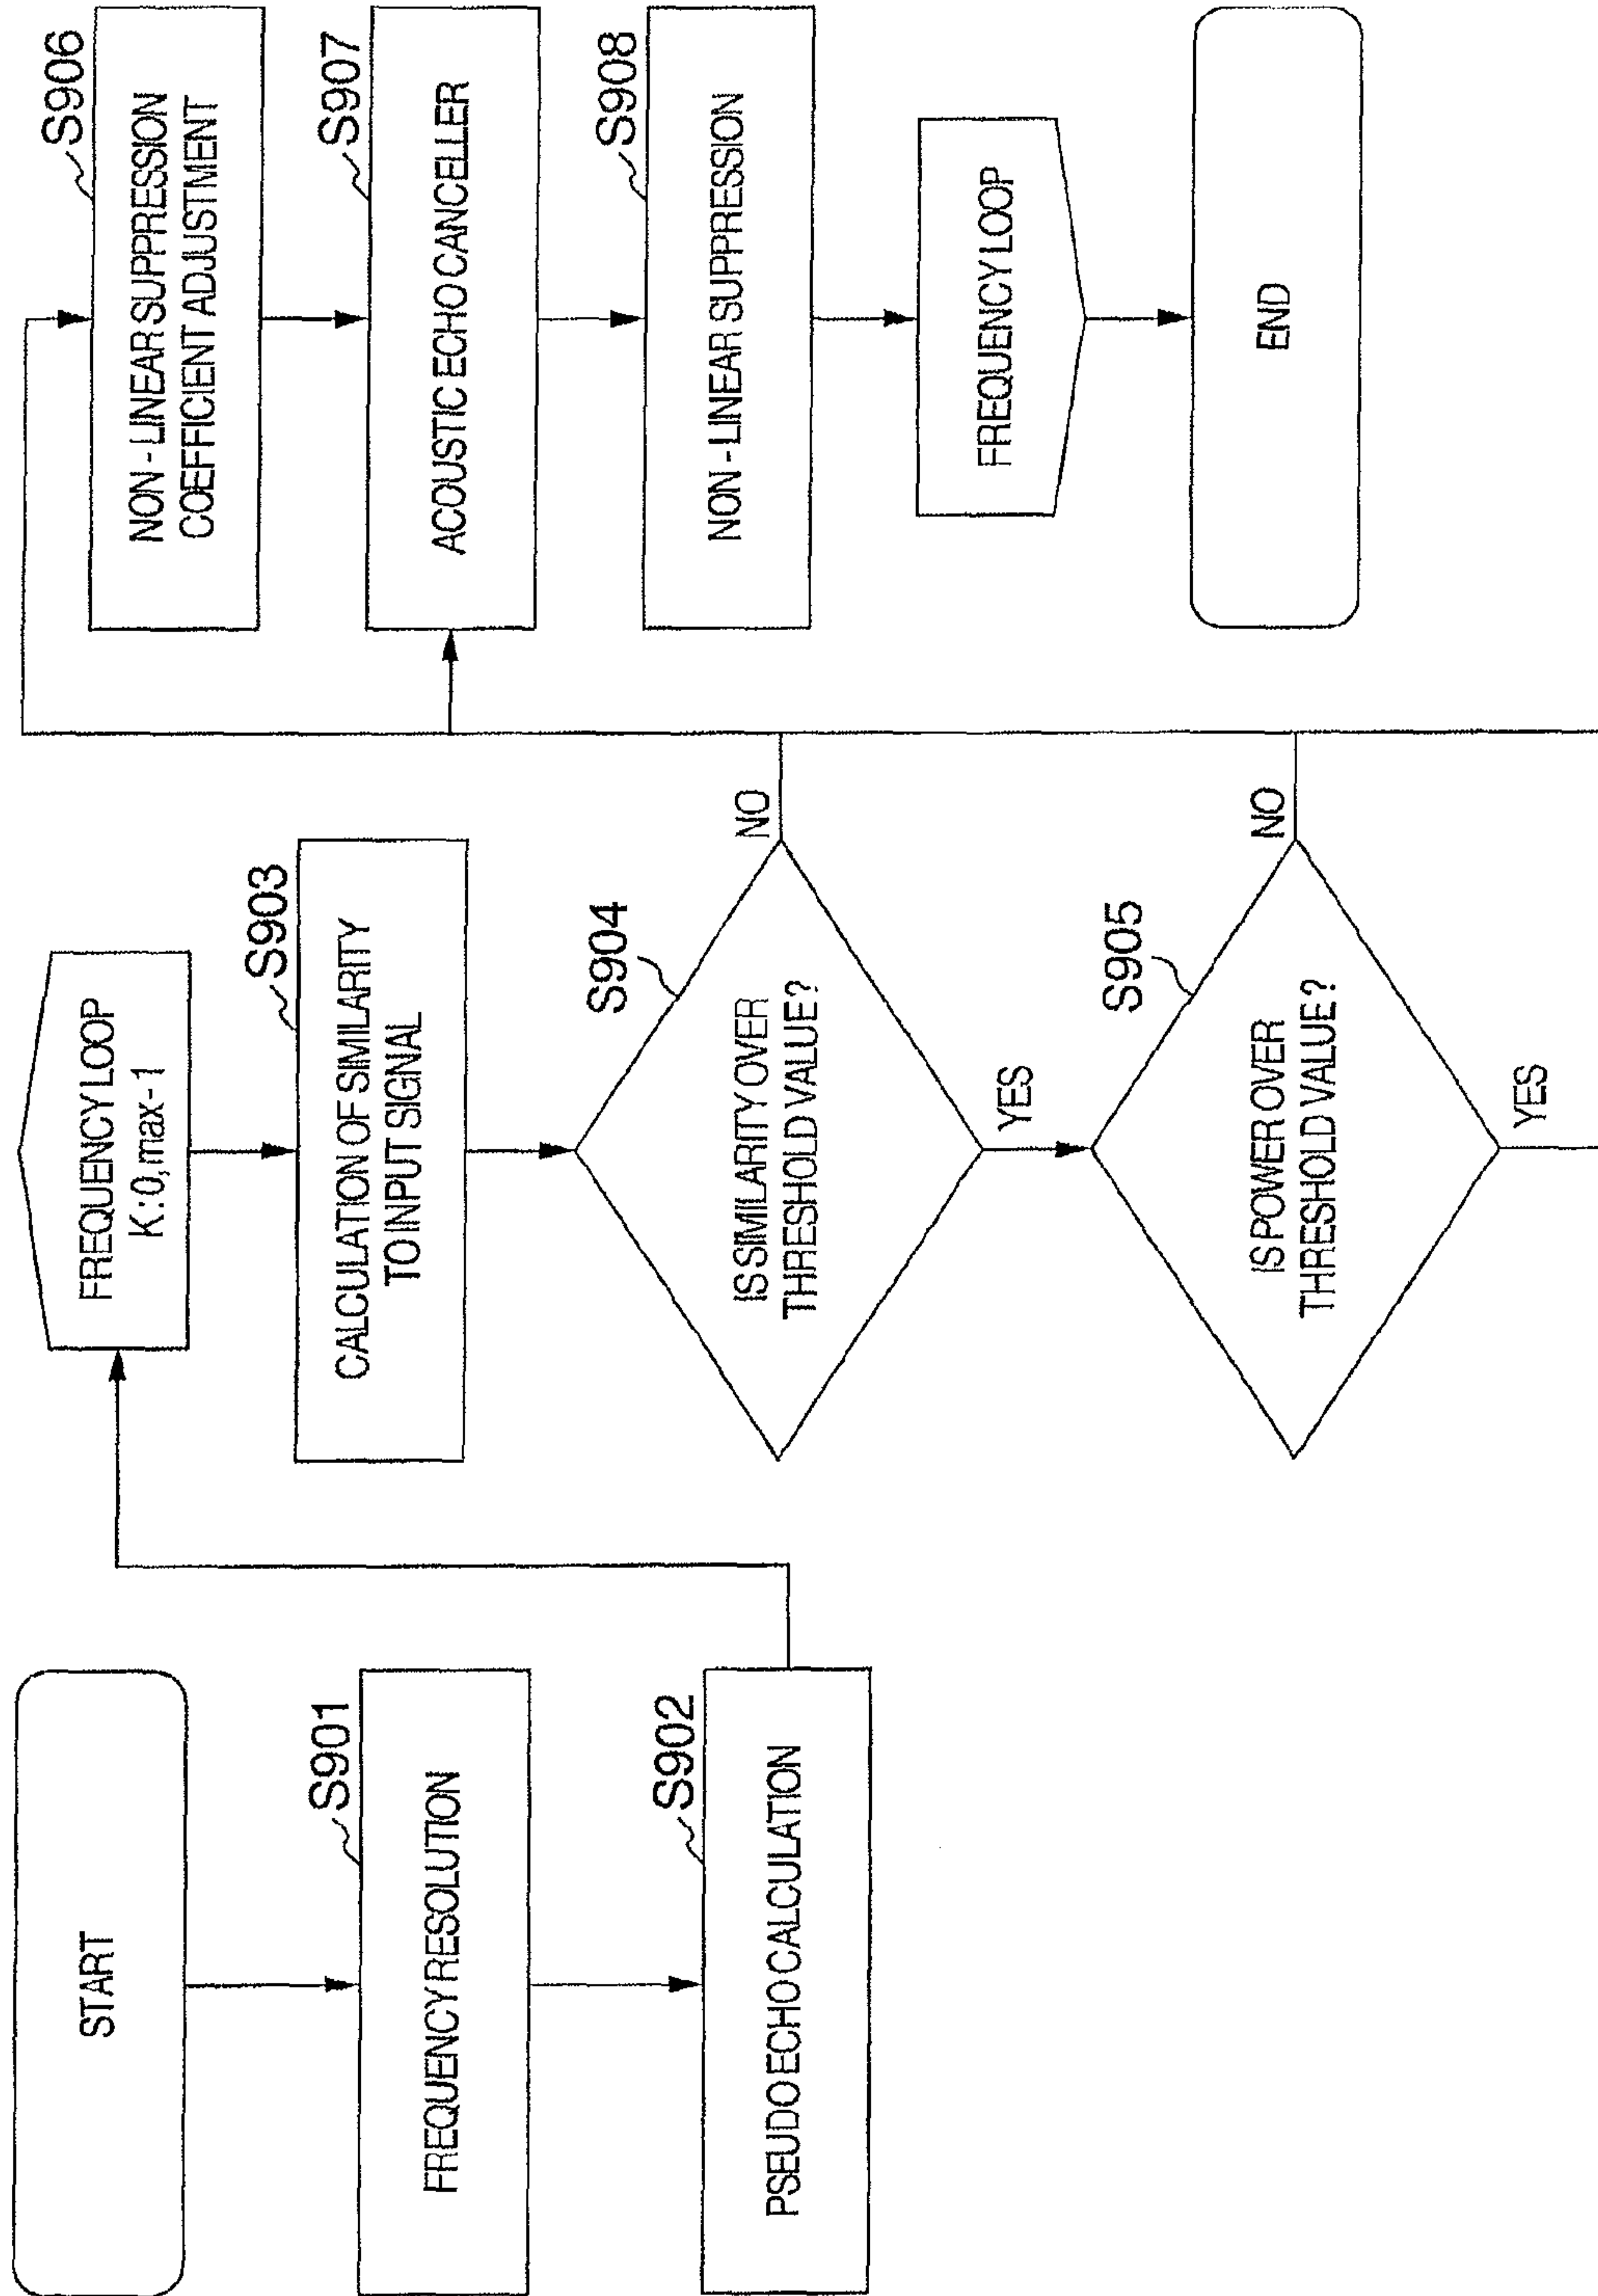 START
S901
FREQUENCY RESOLUTION
S902
PSEUDO ECHO CALCULATION
FREQUENCY LOOP
K:0,max-1
S903
CALCULATION OF SIMILARITY
TO INPUT SIGNAL
S904
IS SIMILARITY OVER
THRESHOLD VALUE?
NO
YES
S905
IS POWER OVER
THRESHOLD VALUE?
NO
YES
S906
NON-LINEAR SUPPRESSION
COEFFICIENT ADJUSTMENT
S907
ACOUSTIC ECHO CANCELLER
S908
NON-LINEAR SUPPRESSION
FREQUENCY LOOP
END